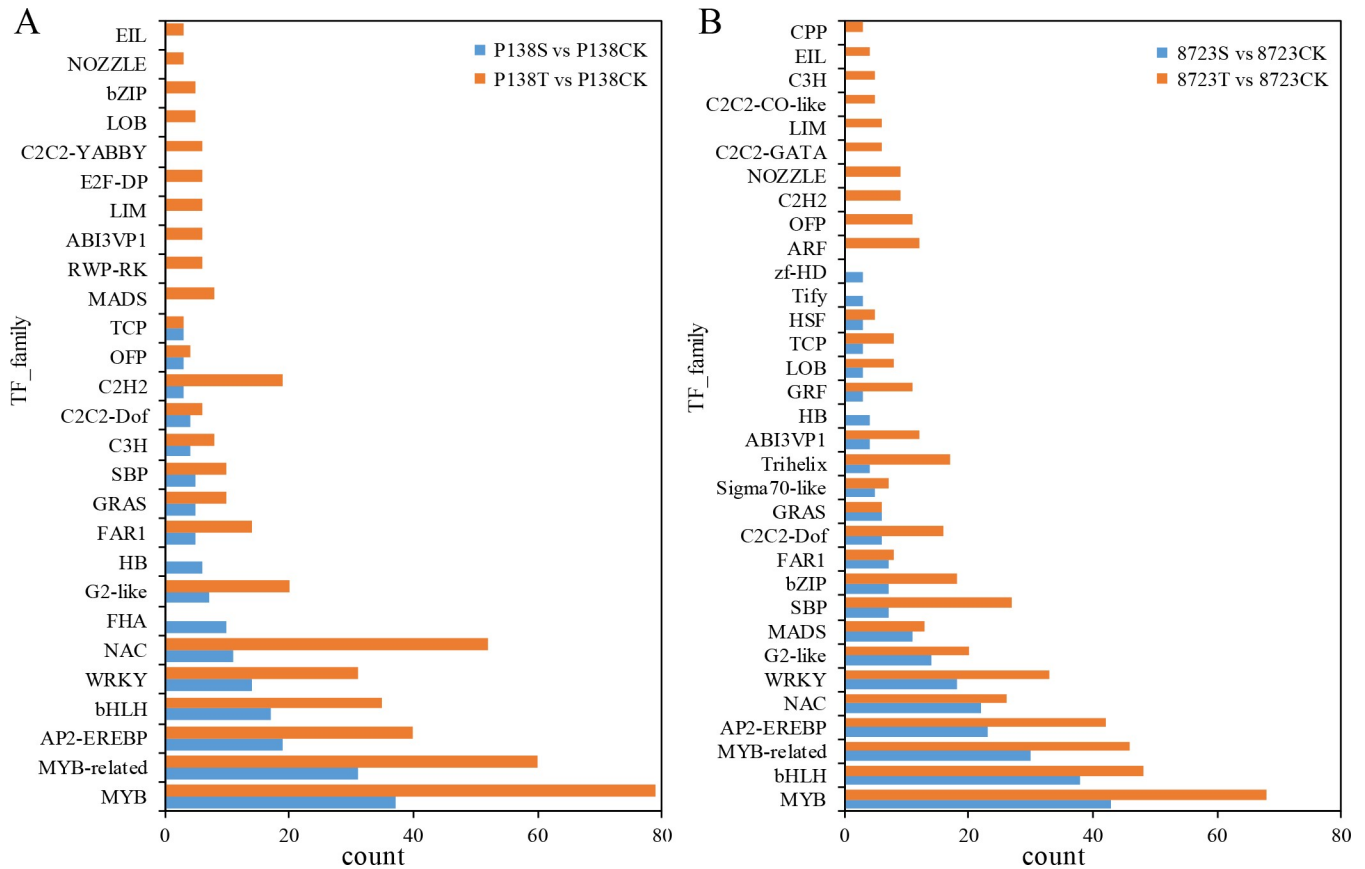 A
TF_family
EIL
NOZZLE
bZIP
LOB
C2C2-YABBY
E2F-DP
LIM
ABI3VP1
RWP-RK
MADS
TCP
OFP
C2H2
C2C2-Dof
C3H
SBP
GRAS
FAR1
HB
G2-like
FHA
NAC
WRKY
bHLH
AP2-EREBP
MYB-related
MYB
P138S vs P138CK
P138T vs P138CK
0 20 40 60 80
count
B
TF_family
CPP
EIL
C3H
C2C2-CO-like
LIM
C2C2-GATA
NOZZLE
C2H2
OFP
ARF
zf-HD
Tify
HSF
TCP
LOB
GRF
HB
ABI3VP1
Trihelix
Sigma70-like
GRAS
C2C2-Dof
FAR1
bZIP
SBP
MADS
G2-like
WRKY
NAC
AP2-EREBP
MYB-related
bHLH
MYB
8723S vs 8723CK
8723T vs 8723CK
0 20 40 60 80
count